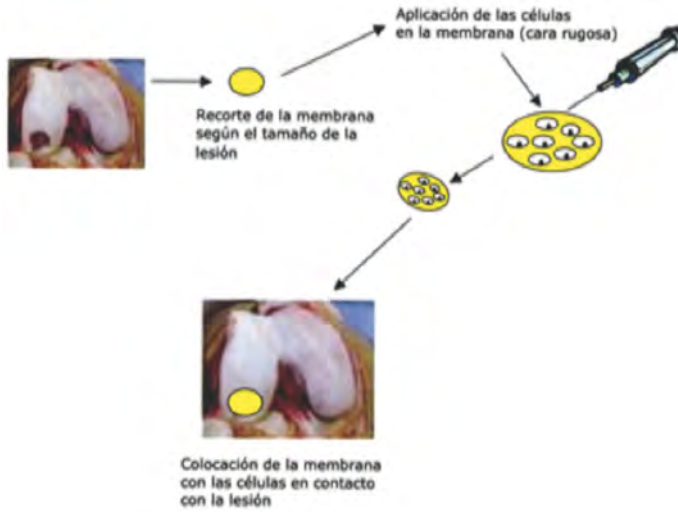 Aplicación de las células
en la membrana (cara rugosa)
Recorte de la membrana
según el tamaño de la
lesión
Colocación de la membrana
con las células en contacto
con la lesión